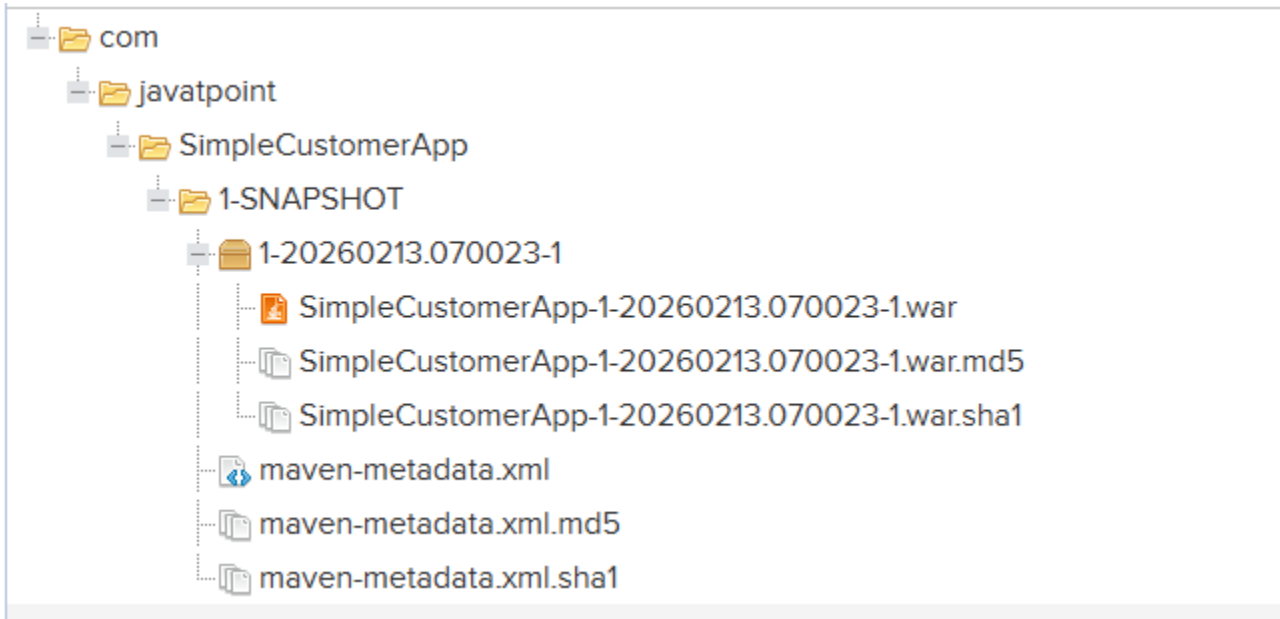 com
javatpoint
SimpleCustomerApp
1-SNAPSHOT
1-20260213.070023-1
SimpleCustomerApp-1-20260213.070023-1.war
SimpleCustomerApp-1-20260213.070023-1.war.md5
SimpleCustomerApp-1-20260213.070023-1.war.sha1
maven-metadata.xml
maven-metadata.xml.md5
maven-metadata.xml.sha1